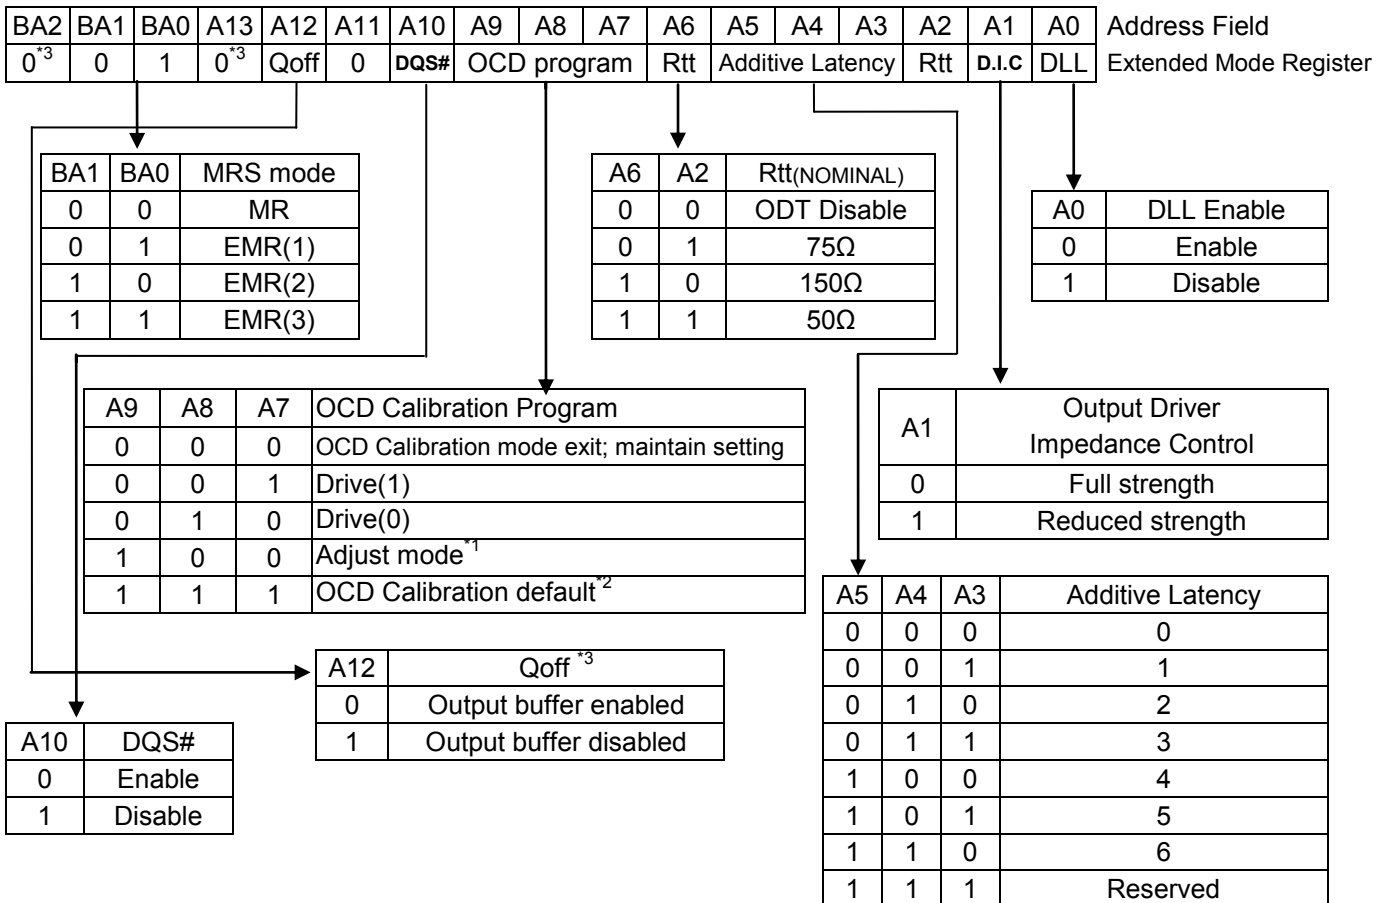 BA2 BA1 BA0 A13 A12 A11 A10 A9 A8 A7 A6 A5 A4 A3 A2 A1 A0 Address Field
0*3 0 1 0*3 Qoff 0 DQS# OCD program Rtt Additive Latency Rtt D.I.C DLL Extended Mode Register
BA1 BA0 MRS mode
0 0 MR
0 1 EMR(1)
1 0 EMR(2)
1 1 EMR(3)
A6 A2 Rtt(NOMINAL)
0 0 ODT Disable
0 1 75Ω
1 0 150Ω
1 1 50Ω
A0 DLL Enable
0 Enable
1 Disable
A9 A8 A7 OCD Calibration Program
0 0 0 OCD Calibration mode exit; maintain setting
0 0 1 Drive(1)
0 1 0 Drive(0)
1 0 0 Adjust mode*1
1 1 1 OCD Calibration default*2
A1 Output Driver
Impedance Control
0 Full strength
1 Reduced strength
A12 Qoff *3
0 Output buffer enabled
1 Output buffer disabled
A10 DQS#
0 Enable
1 Disable
A5 A4 A3 Additive Latency
0 0 0 0
0 0 1 1
0 1 0 2
0 1 1 3
1 0 0 4
1 0 1 5
1 1 0 6
1 1 1 Reserved